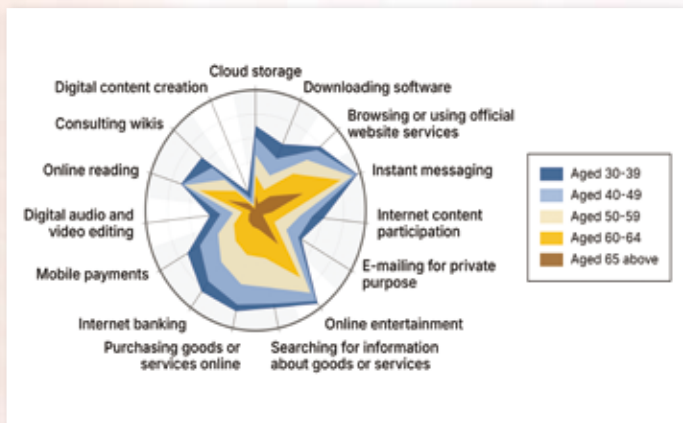 Cloud storage
Digital content creation
Downloading software
Consulting wikis
Browsing or using official
website services
Online reading
Instant messaging
Digital audio and
video editing
Internet content
participation
Mobile payments
E-mailing for private
purpose
Internet banking
Online entertainment
Purchasing goods or
services online
Searching for information
about goods or services
Aged 30-39
Aged 40-49
Aged 50-59
Aged 60-64
Aged 65 above